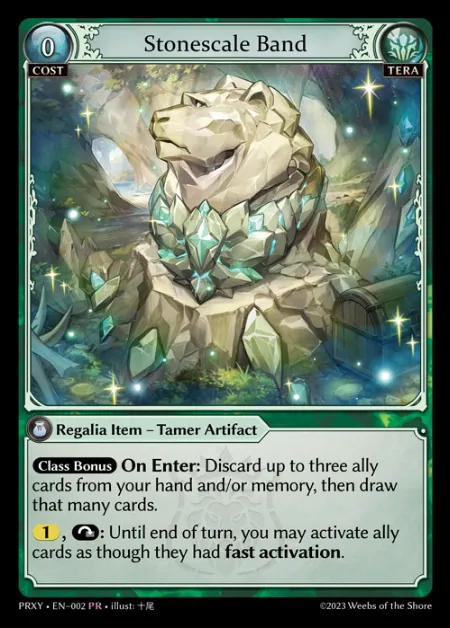 0
Stonescale Band
COST
TERA
Regalia Item – Tamer Artifact
Class Bonus On Enter: Discard up to three ally
cards from your hand and/or memory, then draw
that many cards.
1 , : Until end of turn, you may activate ally
cards as though they had fast activation.
PRXY • EN–002 PR • illust: 十尾
©2023 Weebs of the Shore